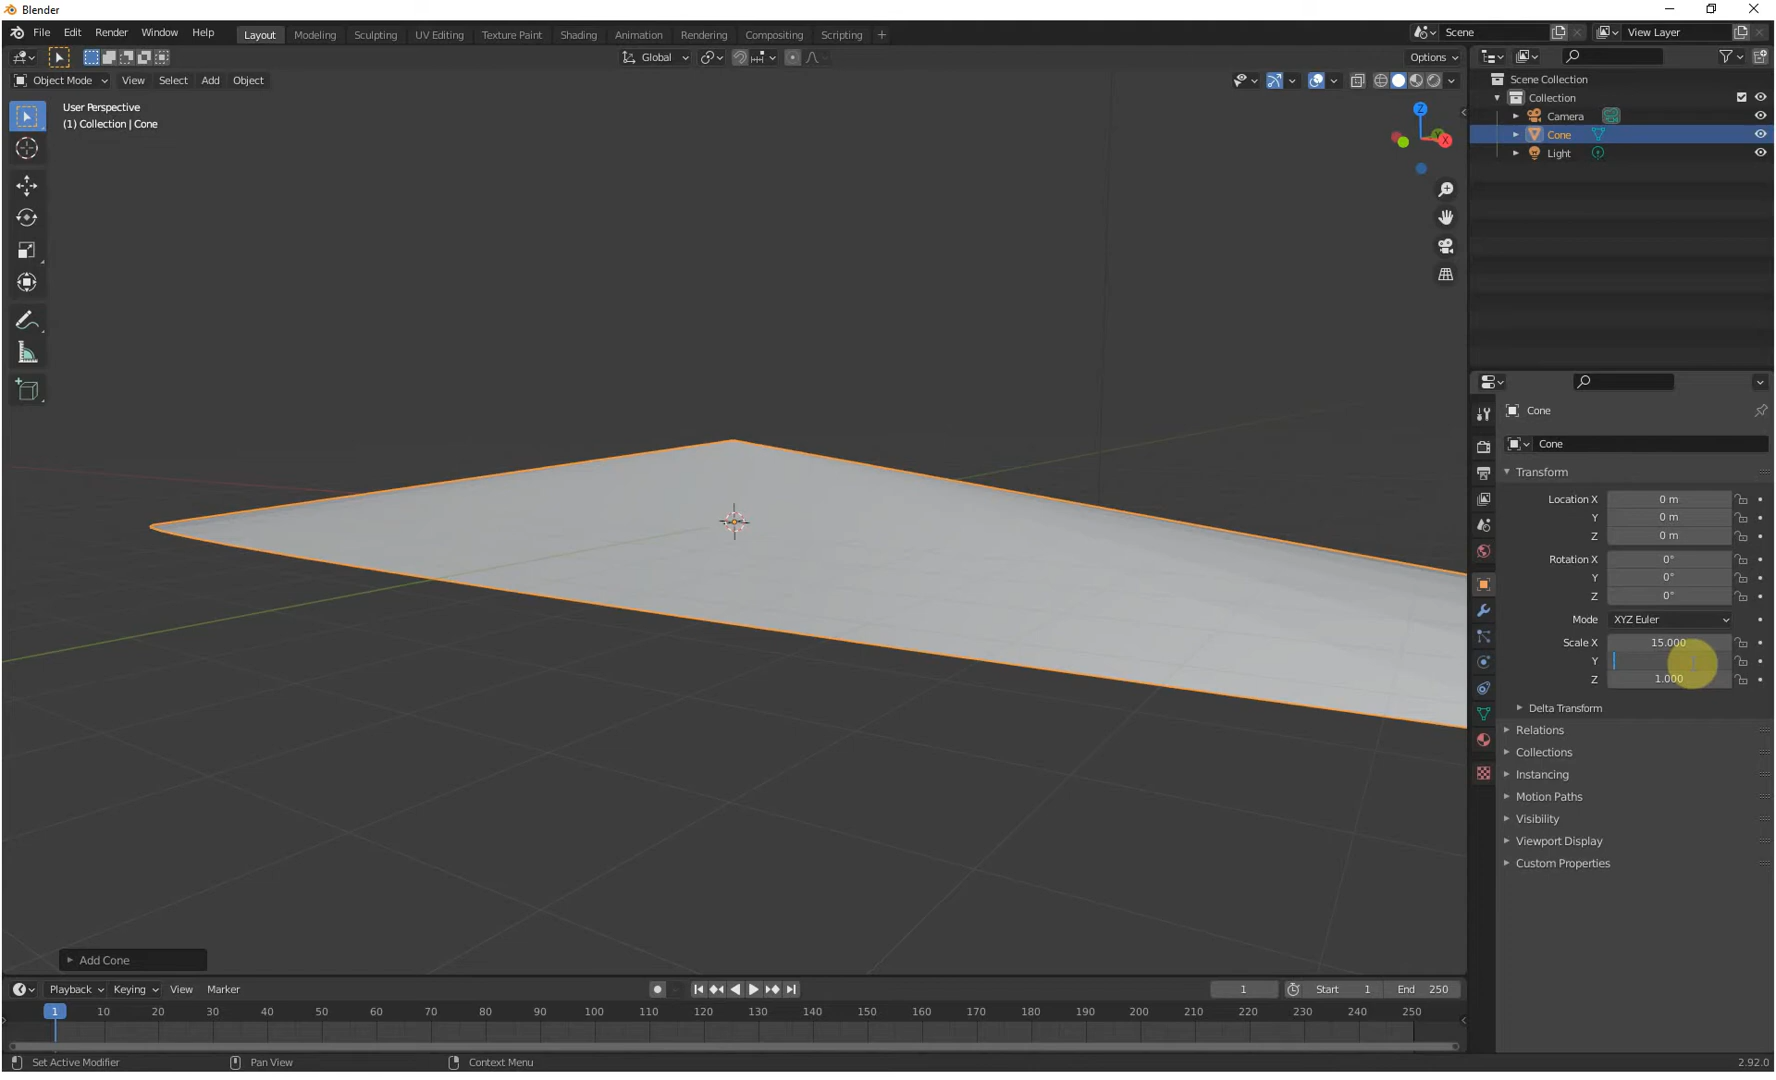 Blender
File Edit Render Window Help Layout Modeling Sculpting UV Editing Texture Paint Shading Animation Rendering Compositing Scripting + Scene View Layer
Global Options
Object Mode View Select Add Object
User Perspective
(1) Collection | Cone
Z
X
Scene Collection
Collection
Camera
Cone
Light
Cone
Cone
Transform
Location X 0 m
Y 0 m
Z 0 m
Rotation X 0°
Y 0°
Z 0°
Mode XYZ Euler
Scale X 15.000
Y
Z 1.000
Delta Transform
Relations
Collections
Instancing
Motion Paths
Visibility
Viewport Display
Custom Properties
Add Cone
Playback Keying View Marker 1 Start 1 End 250
1 10 20 30 40 50 60 70 80 90 100 110 120 130 140 150 160 170 180 190 200 210 220 230 240 250
Set Active Modifier Pan View Context Menu 2.92.0